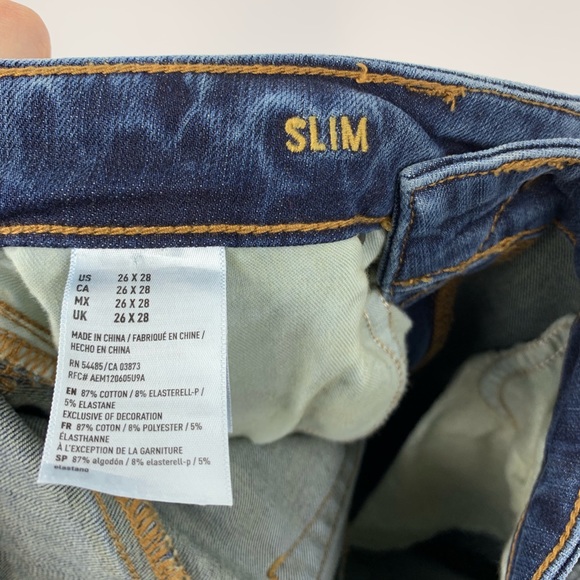 SLIM
US 26 X 28
CA 26 X 28
MX 26 X 28
UK 26 X 28
MADE IN CHINA / FABRIQUÉ EN CHINE /
HECHO EN CHINA
RN 54485/CA 03873
RFC# AEM120605U9A
EN 87% COTTON / 8% ELASTERELL-P /
5% ELASTANE
EXCLUSIVE OF DECORATION
FR 87% COTON / 8% POLYESTER / 5%
ÉLASTHANNE
À L'EXCEPTION DE LA GARNITURE
SP 87% algodón / 8% elasterell-p / 5%
elastano